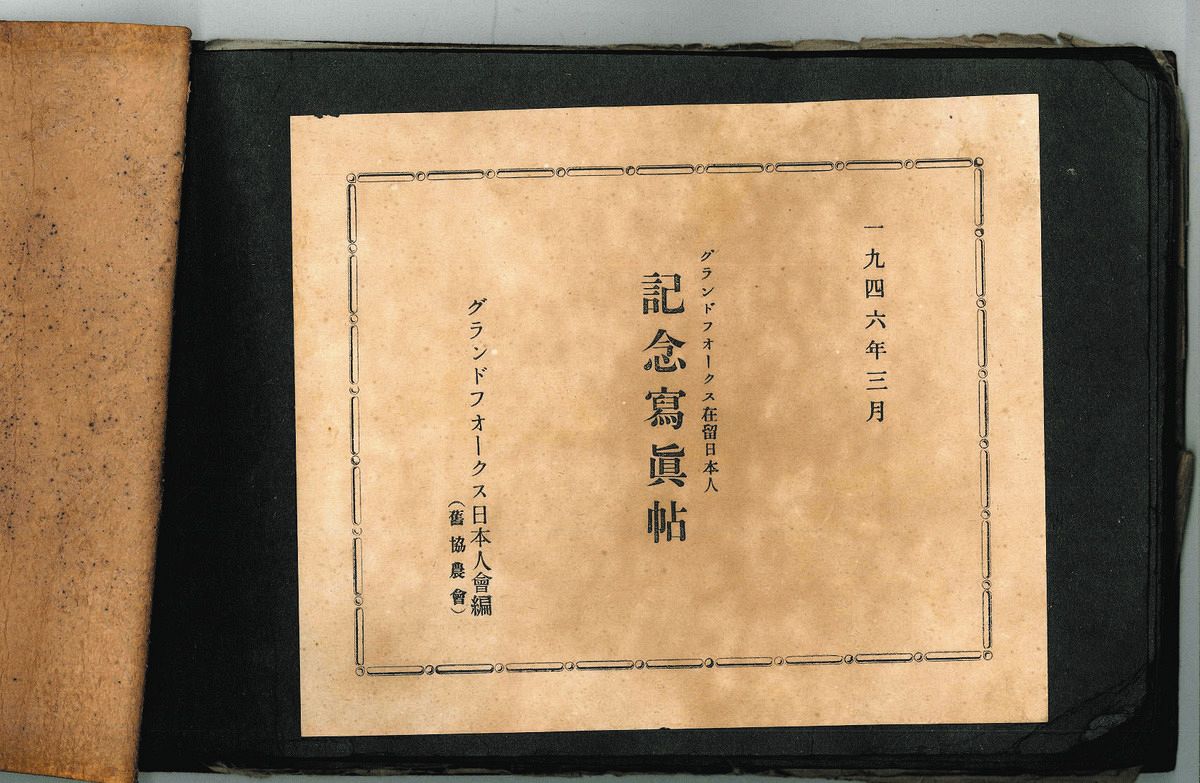 一九四六年三月
グランドフォークス在留日本人
記念寫眞帖
グランドフォークス日本人會編
（舊協農會）